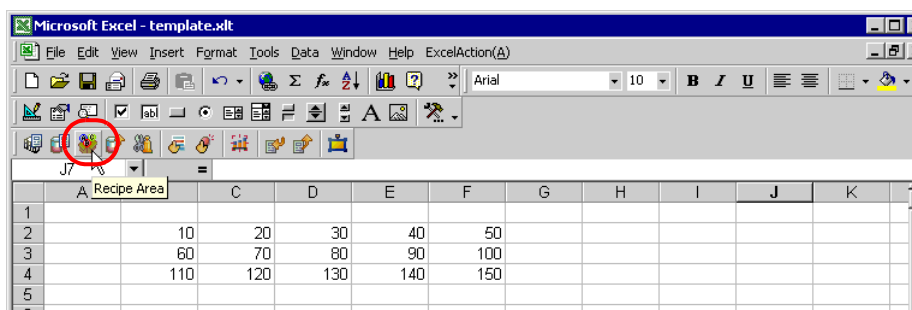 Microsoft Excel - template.xlt
File Edit View Insert Format Tools Data Window Help ExcelAction(A)
Arial 10 B I U
abl A
J7 =
Recipe Area
A C D E F G H I J K
1
2 10 20 30 40 50
3 60 70 80 90 100
4 110 120 130 140 150
5